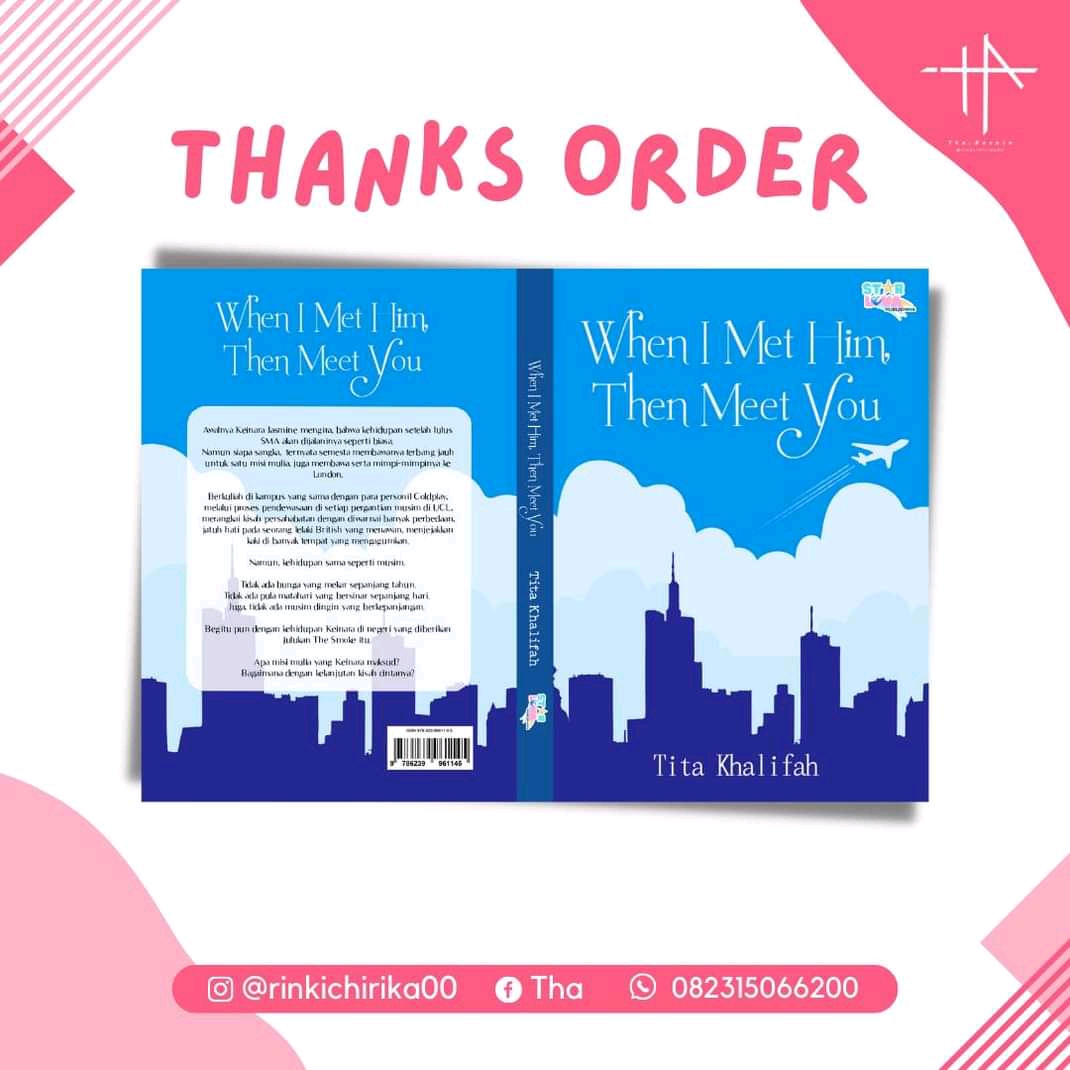 THANKS ORDER
When I Met Him,
Then Meet You
Awalnya Keinara Jasmine mengira, bahwa kehidupan setelah lulus
SMA akan dijalaninya seperti biasa.
Namun siapa sangka, ternyata semesta membawanya terbang jauh
untuk satu misi mulia, juga membawa serta mimpi-mimpinya ke
London.
Berkuliah di kampus yang sama dengan para personil Coldplay,
melalui proses pendewasaan di setiap pergantian musim di UCL,
merangkai kisah persahabatan dengan diwarnai banyak perbedaan,
jatuh hati pada seorang lelaki British yang menawan, menjejakkan
kaki di banyak tempat yang mengagumkan.
Namun, kehidupan sama seperti musim.
Tidak ada bunga yang mekar sepanjang tahun.
Tidak ada pula matahari yang bersinar sepanjang hari.
Juga, tidak ada musim dingin yang berkepanjangan.
Begitu pun dengan kehidupan Keinara di negeri yang diberikan
julukan The Smoke itu.
Apa misi mulia yang Keinara maksud?
Bagaimana dengan kelanjutan kisah cintanya?
9 786239 961145
When I Met Him, Then Meet You
Tita Khalifah
STAR
LOVA
STAR
LOVA
When I Met Him,
Then Meet You
Tita Khalifah
@rinkichirika00 Tha 082315066200